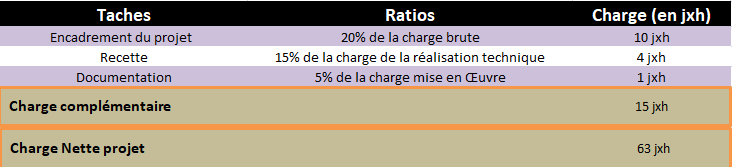 Taches Ratios Charge (en jxh)
Encadrement du projet 20% de la charge brute 10 jxh
Recette 15% de la charge de la réalisation technique 4 jxh
Documentation 5% de la charge mise en Œuvre 1 jxh
Charge complémentaire 15 jxh
Charge Nette projet 63 jxh